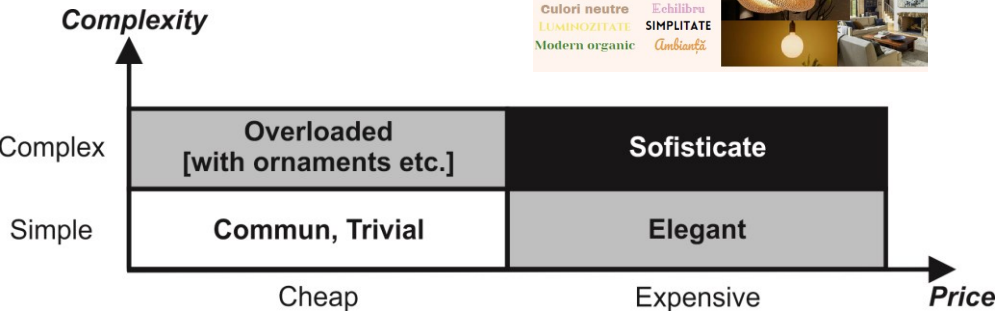 Culori neutre
Echilibru
LUMINOZITATE
SIMPLITATE
Modern organic
Ambianță
Complexity
Complex
Overloaded
[with ornaments etc.]
Sofisticate
Simple
Commun, Trivial
Elegant
Cheap
Expensive
Price